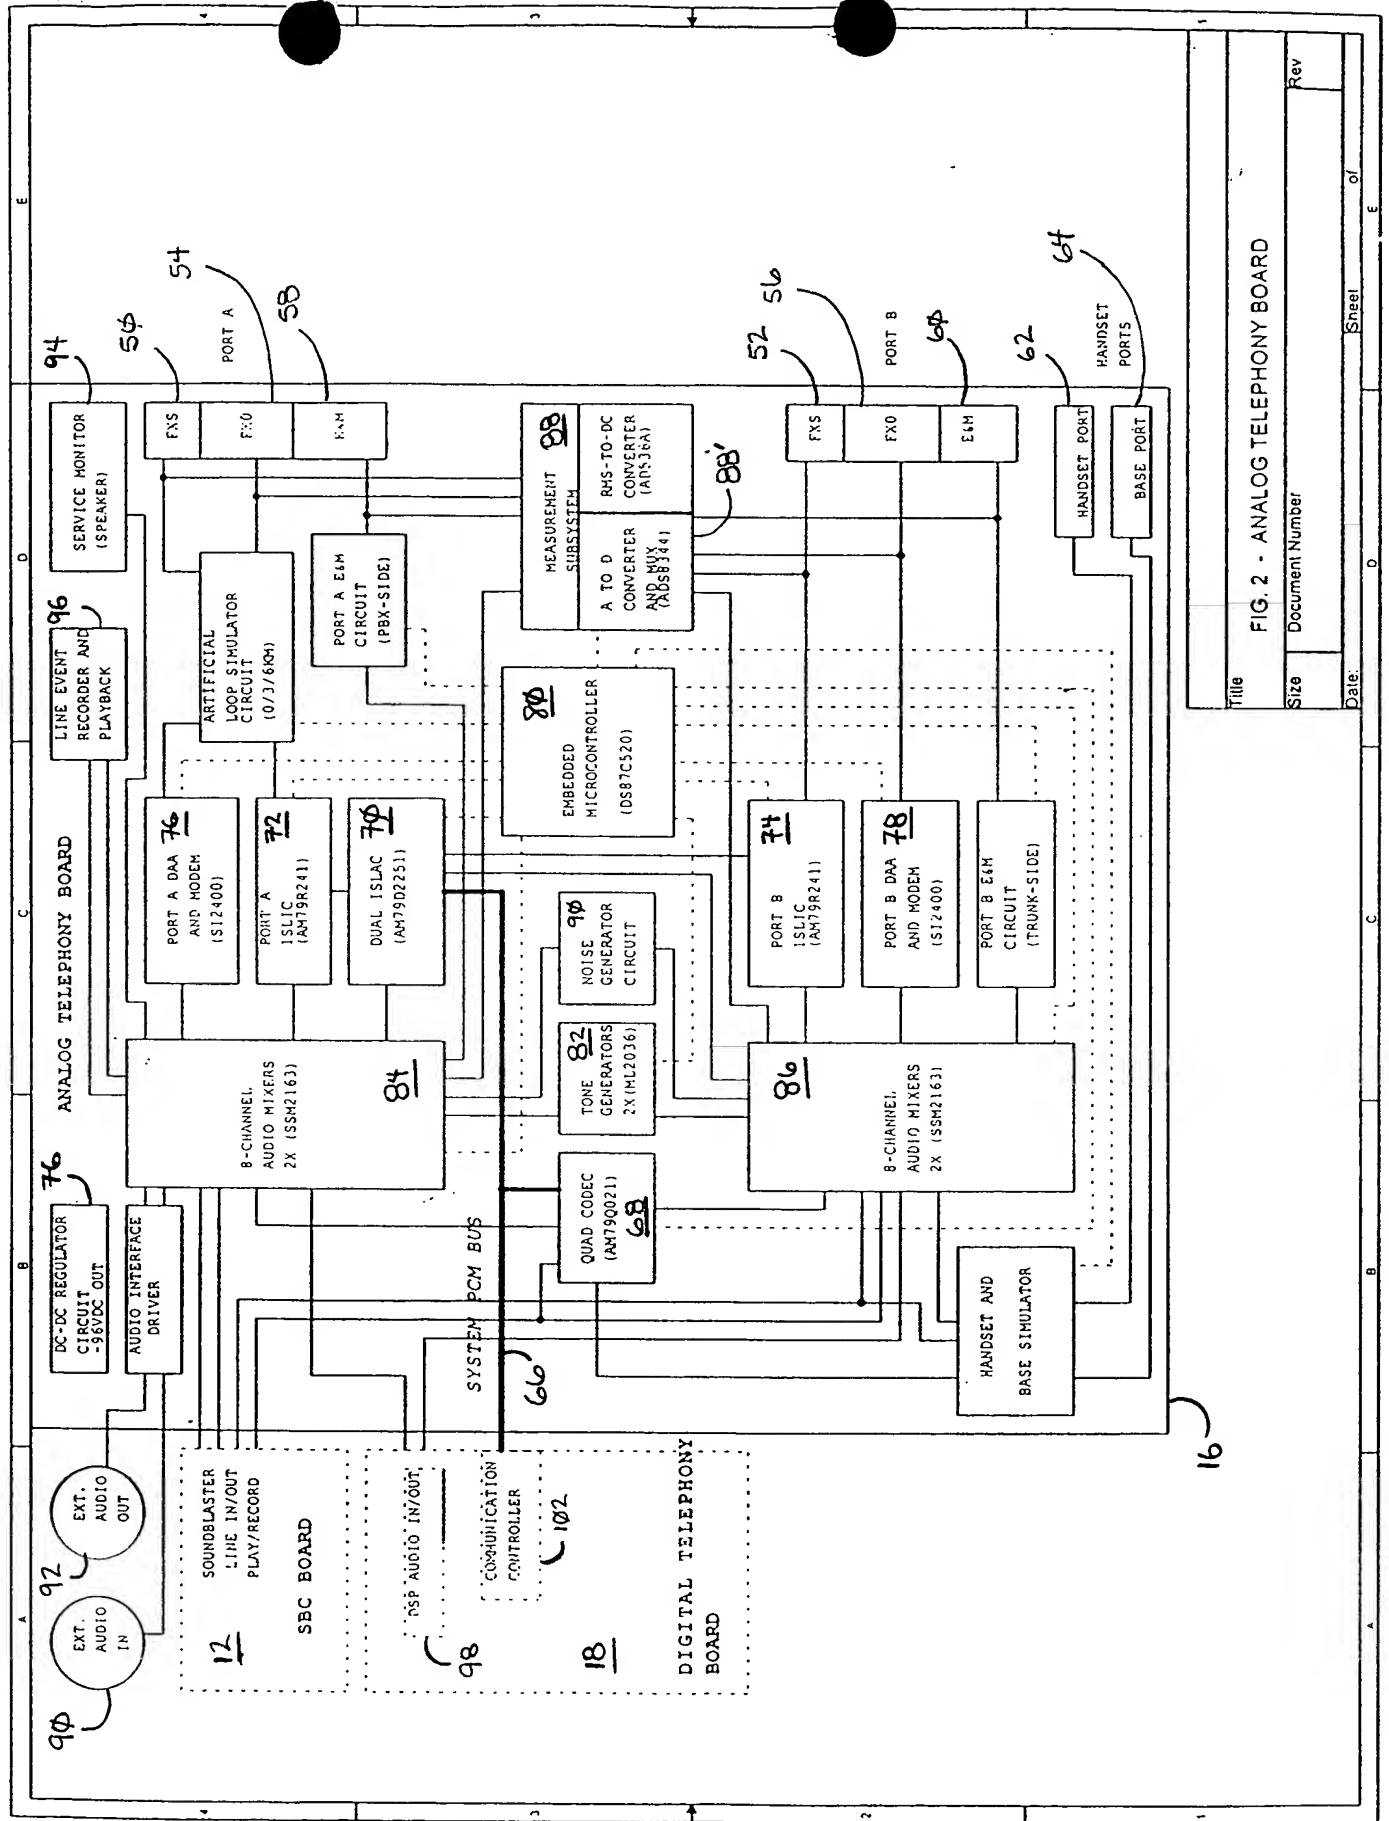 ANALOG TELEPHONY BOARD
90
EXT.
AUDIO
IN
92
EXT.
AUDIO
OUT
DC-DC REGULATOR
CIRCUIT
-96VDC OUT
76
AUDIO INTERFACE
DRIVER
LINE EVENT
RECORDER AND
PLAYBACK
96
SERVICE MONITOR
(SPEAKER)
94
12
SOUNDBLASTER
LINE IN/OUT
PLAY/RECORD
SBC BOARD
8-CHANNEL
AUDIO MIXERS
2X (SSM2163)
84
PORT A DAA
AND MODEM
(SI2400)
76
PORT A
ISLIC
(AM79R241)
72
DUAL ISLAC
(AM79D2251)
70
ARTIFICIAL
LOOP SIMULATOR
CIRCUIT
(0/3/6KM)
PORT A E&M
CIRCUIT
(PBX-SIDE)
FXS
FXO
E&M
50
54
58
PORT A
98
DSP AUDIO IN/OUT
COMMUNICATION
CONTROLLER
102
18
DIGITAL TELEPHONY
BOARD
SYSTEM PCM BUS
66
QUAD CODEC
(AM79Q021)
68
TONE
GENERATORS
2X(ML2036)
82
NOISE
GENERATOR
CIRCUIT
90
80
EMBEDDED
MICROCONTROLLER
(DS87C520)
MEASUREMENT
SUBSYSTEM
88
A TO D
CONVERTER
AND MUX
(ADS8344)
RMS-TO-DC
CONVERTER
(AD536A)
88'
8-CHANNEL
AUDIO MIXERS
2X (SSM2163)
86
PORT B
ISLIC
(AM79R241)
74
PORT B DAA
AND MODEM
(SI2400)
78
PORT B E&M
CIRCUIT
(TRUNK-SIDE)
FXS
FXO
E&M
52
56
60
PORT B
HANDSET AND
BASE SIMULATOR
HANDSET PORT
BASE PORT
62
64
HANDSET
PORTS
16
Title
FIG. 2 - ANALOG TELEPHONY BOARD
Size
Document Number
Rev
Date:
Sheet
of
A
B
C
D
E
A
B
C
D
E
4
3
2
1
4
3
1